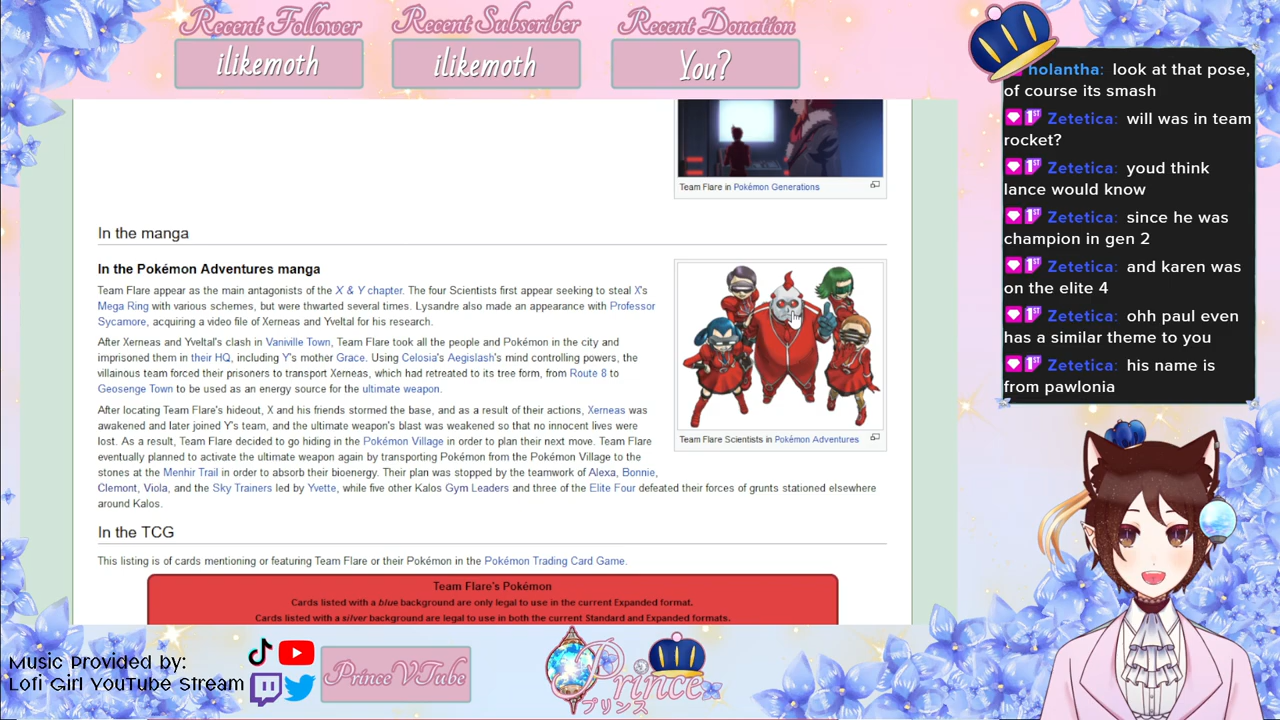 Recent Follower
ilikemoth
Recent Subscriber
ilikemoth
Recent Donation
You?
Team Flare in Pokémon Generations
In the manga
In the Pokémon Adventures manga
Team Flare appear as the main antagonists of the X & Y chapter. The four Scientists first appear seeking to steal X's
Mega Ring with various schemes, but were thwarted several times. Lysandre also made an appearance with Professor
Sycamore, acquiring a video file of Xerneas and Yveltal for his research.
After Xerneas and Yveltal's clash in Vaniville Town, Team Flare took all the people and Pokémon in the city and
imprisoned them in their HQ, including Y's mother Grace. Using Celosia's Aegislash's mind controlling powers, the
villainous team forced their prisoners to transport Xerneas, which had retreated to its tree form, from Route 8 to
Geosenge Town to be used as an energy source for the ultimate weapon.
After locating Team Flare's hideout, X and his friends stormed the base, and as a result of their actions, Xerneas was
awakened and later joined Y's team, and the ultimate weapon's blast was weakened so that no innocent lives were
lost. As a result, Team Flare decided to go hiding in the Pokémon Village in order to plan their next move. Team Flare
eventually planned to activate the ultimate weapon again by transporting Pokémon from the Pokémon Village to the
stones at the Menhir Trail in order to absorb their bioenergy. Their plan was stopped by the teamwork of Alexa, Bonnie,
Clemont, Viola, and the Sky Trainers led by Yvette, while five other Kalos Gym Leaders and three of the Elite Four defeated their forces of grunts stationed elsewhere
around Kalos.
Team Flare Scientists in Pokémon Adventures
In the TCG
This listing is of cards mentioning or featuring Team Flare or their Pokémon in the Pokémon Trading Card Game.
Team Flare's Pokémon
Cards listed with a blue background are only legal to use in the current Expanded format.
Cards listed with a silver background are legal to use in both the current Standard and Expanded formats.
holantha: look at that pose,
of course its smash
1ST Zetetica: will was in team
rocket?
1ST Zetetica: youd think
lance would know
1ST Zetetica: since he was
champion in gen 2
1ST Zetetica: and karen was
on the elite 4
1ST Zetetica: ohh paul even
has a similar theme to you
1ST Zetetica: his name is
from pawlonia
Music Provided by:
Lofi Girl YouTube Stream
PrinceVTube
Prince
プリンス